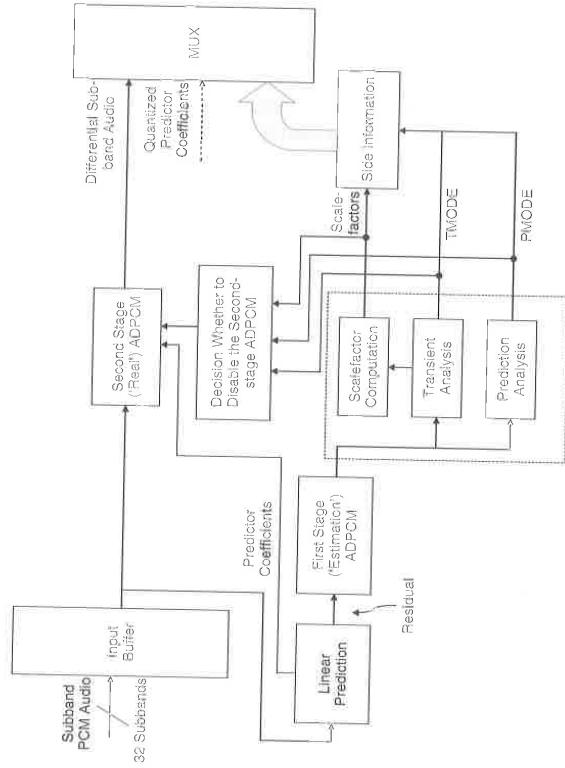 Subband
PCM Audio
32 Subbands
Input
Buffer
Linear
Prediction
Residual
First Stage
('Estimation')
ADPCM
Predictor
Coefficients
Second Stage
('Real') ADPCM
Decision Whether to
Disable the Second-
stage ADPCM
Scalefactor
Computation
Transient
Analysis
Prediction
Analysis
Scale-
factors
TMODE
PMODE
Side Information
Differential Sub-
band Audio
Quantized
Predictor
Coefficients
MUX